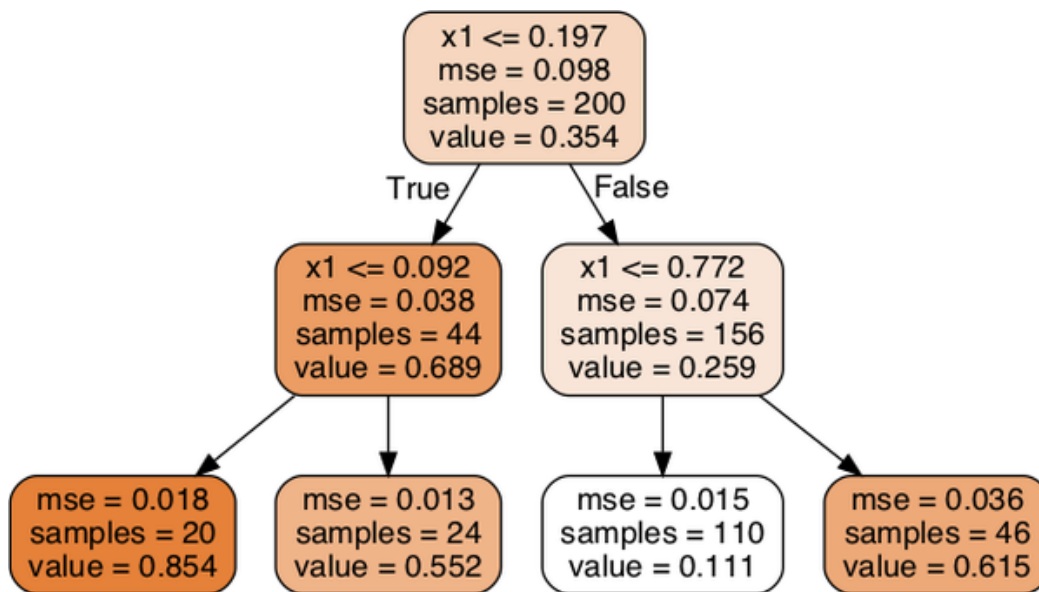 x1 <= 0.197
mse = 0.098
samples = 200
value = 0.354
True
False
x1 <= 0.092
mse = 0.038
samples = 44
value = 0.689
x1 <= 0.772
mse = 0.074
samples = 156
value = 0.259
mse = 0.018
samples = 20
value = 0.854
mse = 0.013
samples = 24
value = 0.552
mse = 0.015
samples = 110
value = 0.111
mse = 0.036
samples = 46
value = 0.615